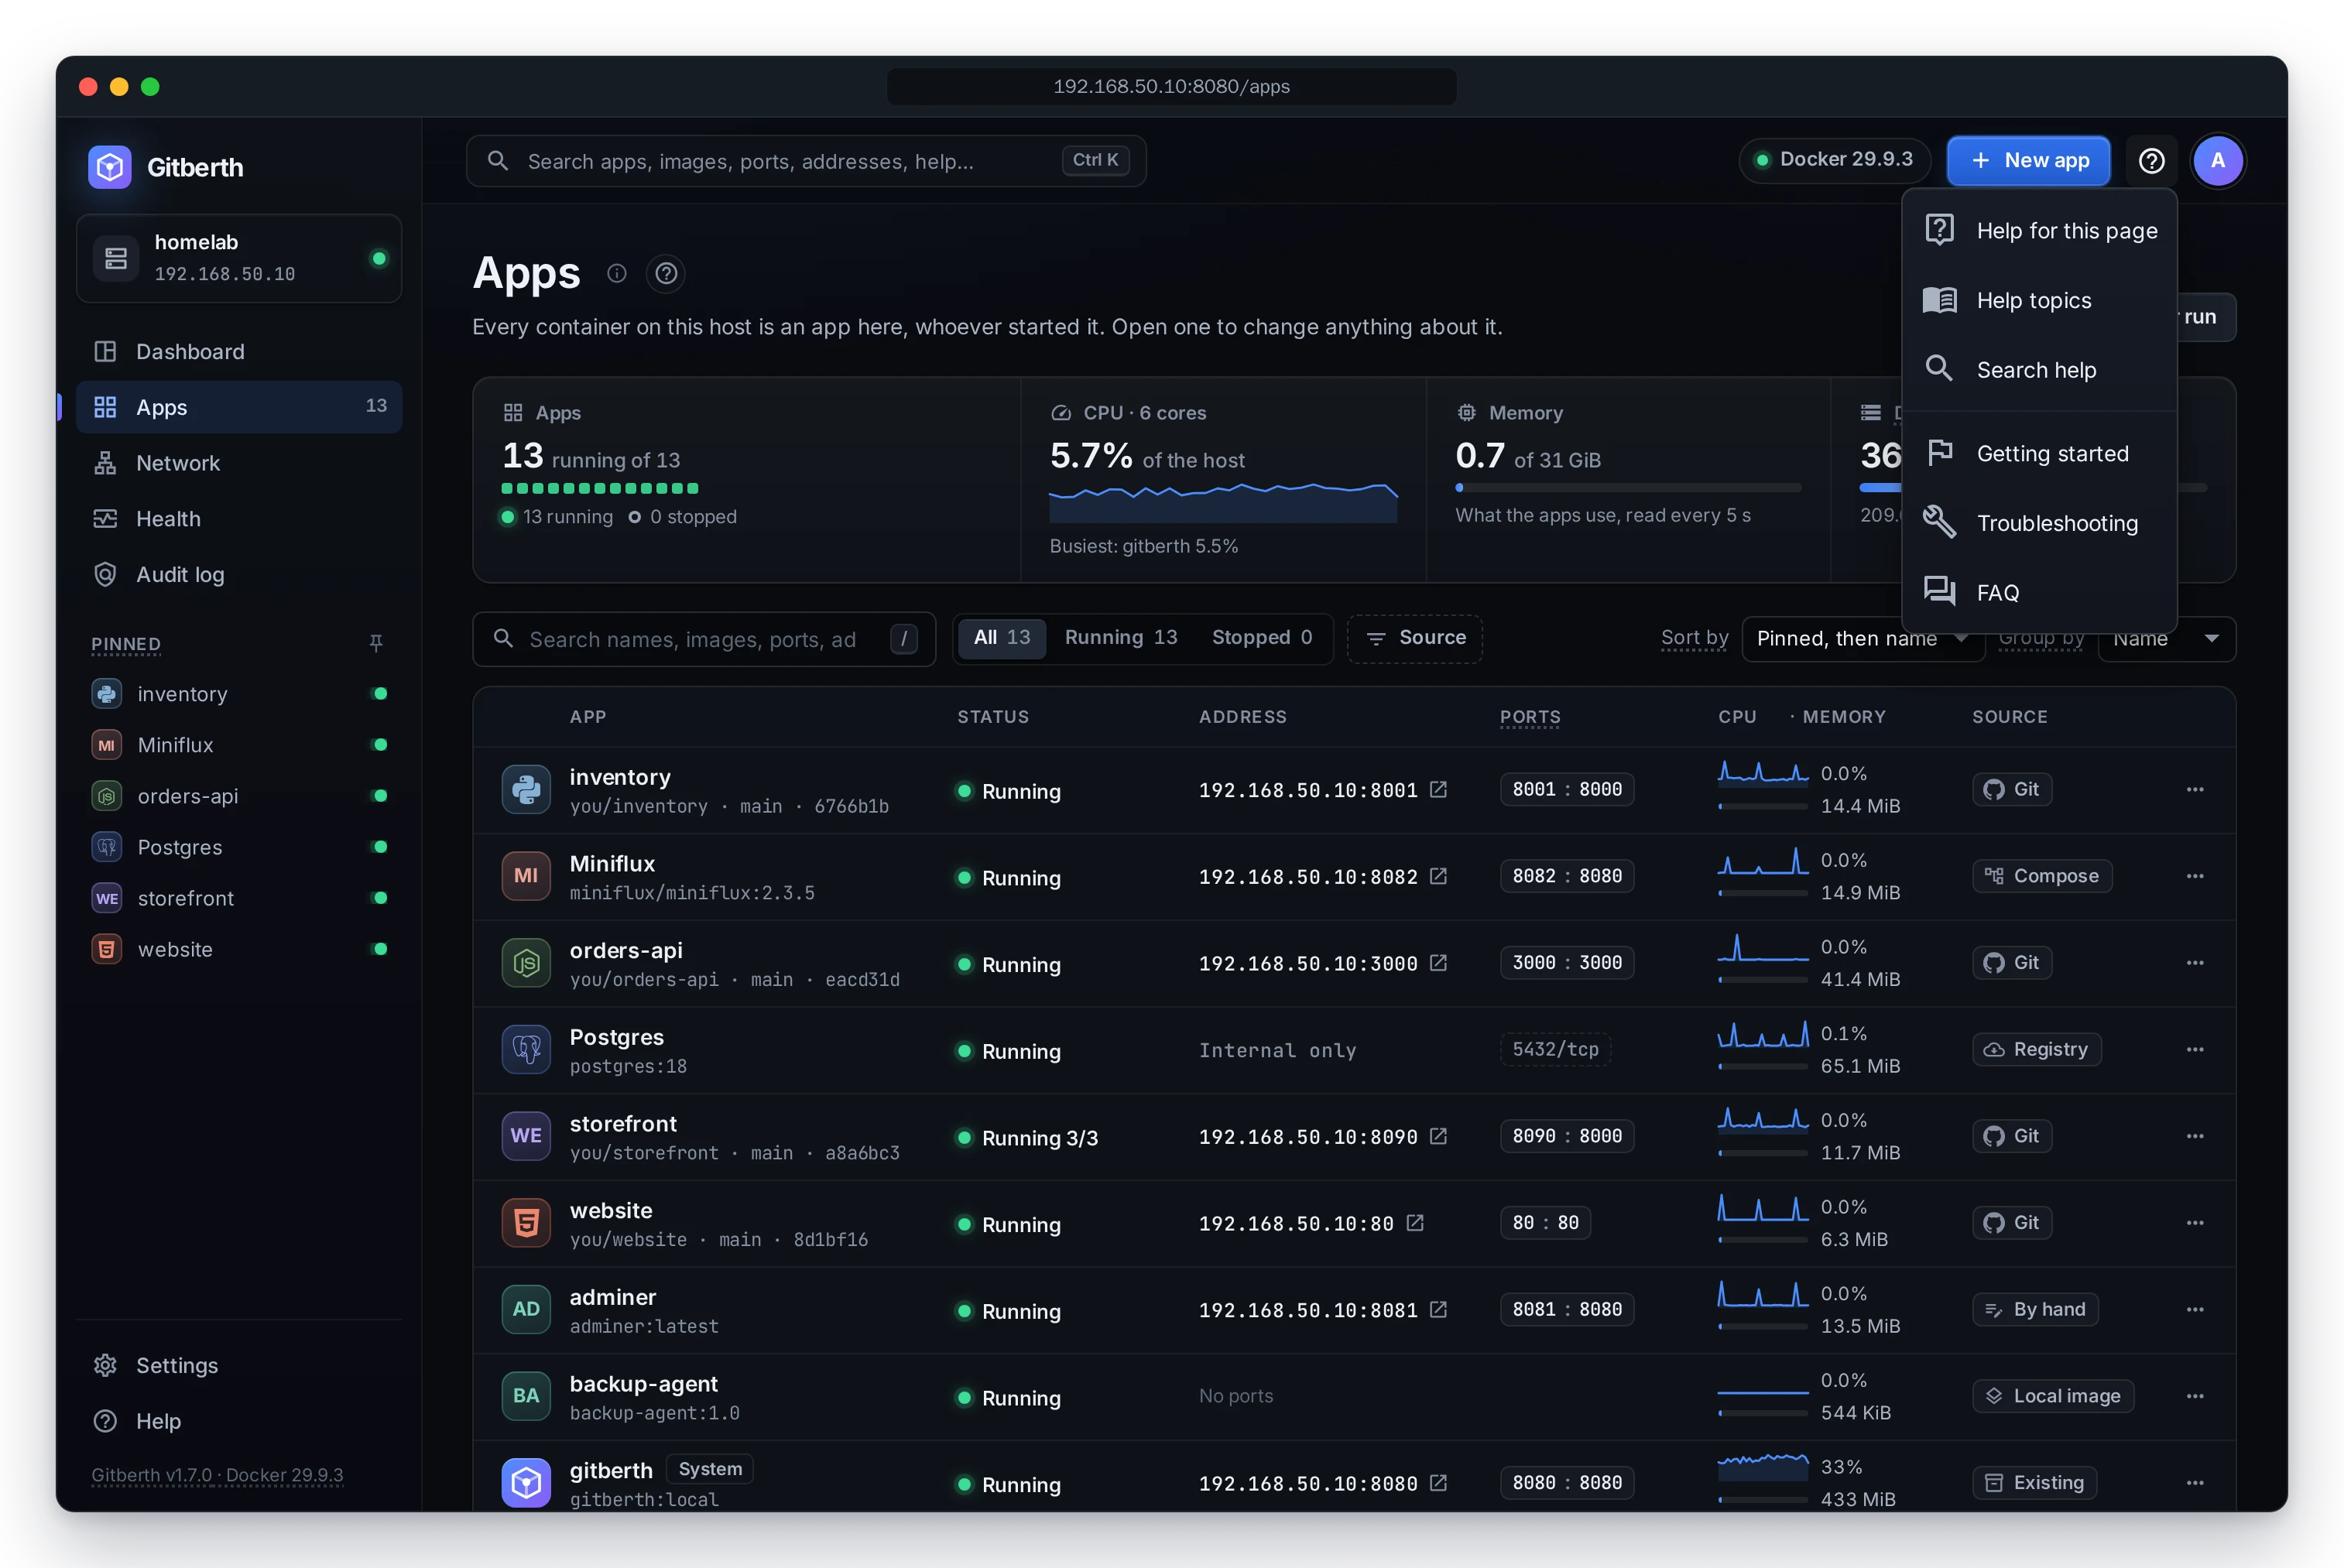 192.168.50.10:8080/apps
Gitberth
Search apps, images, ports, addresses, help...
Ctrl K
Docker 29.9.3
New app
A
homelab
192.168.50.10
Dashboard
Apps 13
Network
Health
Audit log
PINNED
inventory
MI Miniflux
orders-api
Postgres
WE storefront
website
Settings
Help
Gitberth v1.7.0 · Docker 29.9.3
Help for this page
Help topics
Search help
Getting started
Troubleshooting
FAQ
Apps
Every container on this host is an app here, whoever started it. Open one to change anything about it.
run
Apps
13 running of 13
13 running 0 stopped
CPU · 6 cores
5.7% of the host
Busiest: gitberth 5.5%
Memory
0.7 of 31 GiB
What the apps use, read every 5 s
36
209.
Search names, images, ports, ad /
All 13 Running 13 Stopped 0
Source
Sort by Pinned, then name Group by Name
APP STATUS ADDRESS PORTS CPU · MEMORY SOURCE
inventory
you/inventory · main · 6766b1b
Running
192.168.50.10:8001
8001 : 8000
0.0%
14.4 MiB
Git
MI
Miniflux
miniflux/miniflux:2.3.5
Running
192.168.50.10:8082
8082 : 8080
0.0%
14.9 MiB
Compose
orders-api
you/orders-api · main · eacd31d
Running
192.168.50.10:3000
3000 : 3000
0.0%
41.4 MiB
Git
Postgres
postgres:18
Running
Internal only
5432/tcp
0.1%
65.1 MiB
Registry
WE
storefront
you/storefront · main · a8a6bc3
Running 3/3
192.168.50.10:8090
8090 : 8000
0.0%
11.7 MiB
Git
website
you/website · main · 8d1bf16
Running
192.168.50.10:80
80 : 80
0.0%
6.3 MiB
Git
AD
adminer
adminer:latest
Running
192.168.50.10:8081
8081 : 8080
0.0%
13.5 MiB
By hand
BA
backup-agent
backup-agent:1.0
Running
No ports
0.0%
544 KiB
Local image
gitberth System
gitberth:local
Running
192.168.50.10:8080
8080 : 8080
33%
433 MiB
Existing